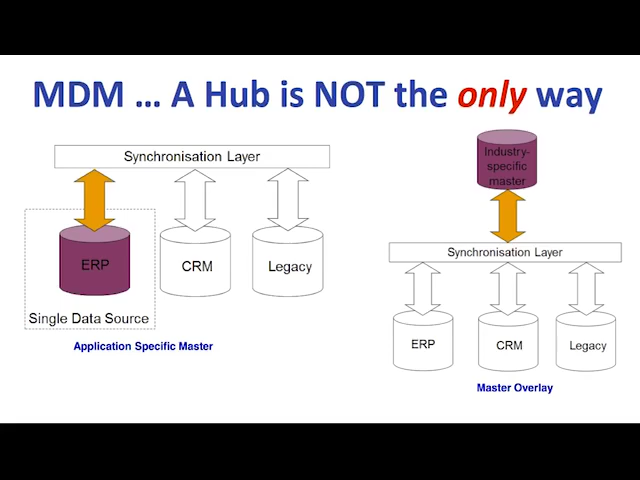 MDM ... A Hub is NOT the only way
Synchronisation Layer
ERP
CRM
Legacy
Single Data Source
Application Specific Master
Industry-
specific
master
Synchronisation Layer
ERP
CRM
Legacy
Master Overlay